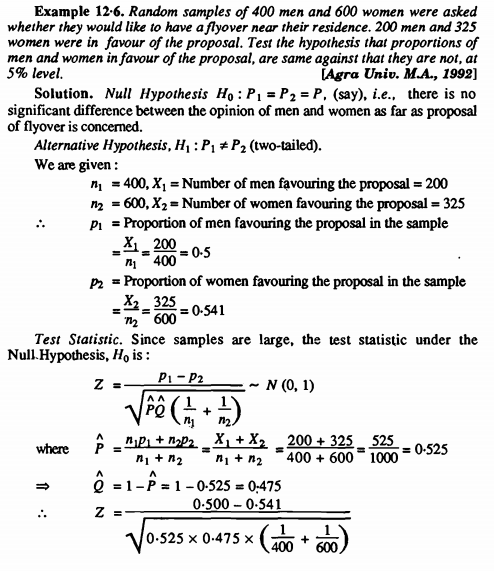 Example 12·6. Random samples of 400 men and 600 women were asked
whether they would like to have a flyover near their residence. 200 men and 325
women were in favour of the proposal. Test the hypothesis that proportions of
men and women in favour of the proposal, are same against that they are not, at
5% level. [Agra Univ. M.A., 1992]
Solution. Null Hypothesis H₀ : P₁ = P₂ = P, (say), i.e., there is no
significant difference between the opinion of men and women as far as proposal
of flyover is concerned.
Alternative Hypothesis, H₁ : P₁ ≠ P₂ (two-tailed).
We are given :
n₁ = 400, X₁ = Number of men favouring the proposal = 200
n₂ = 600, X₂ = Number of women favouring the proposal = 325
∴ p₁ = Proportion of men favouring the proposal in the sample
= X₁/n₁ = 200/400 = 0·5
p₂ = Proportion of women favouring the proposal in the sample
= X₂/n₂ = 325/600 = 0·541
Test Statistic. Since samples are large, the test statistic under the
Null Hypothesis, H₀ is :
Z = (p₁ − p₂) / √(P̂Q̂ (1/n₁ + 1/n₂)) ~ N (0, 1)
where P̂ = (n₁p₁ + n₂p₂)/(n₁ + n₂) = (X₁ + X₂)/(n₁ + n₂) = (200 + 325)/(400 + 600) = 525/1000 = 0·525
⇒ Q̂ = 1 − P̂ = 1 − 0·525 = 0·475
∴ Z = (0·500 − 0·541) / √(0·525 × 0·475 × (1/400 + 1/600))